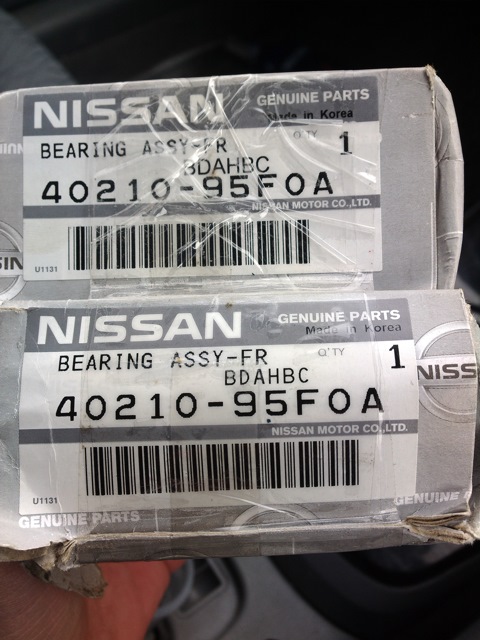 NISSAN GENUINE PARTS
Made in Korea
BEARING ASSY-FR Q'TY 1
BDAHBC
40210-95F0A
NISSAN MOTOR CO.,LTD.
U1131
NISSAN GENUINE PARTS
Made in Korea
BEARING ASSY-FR Q'TY 1
BDAHBC
NISS
40210-95F0A
NISSAN MOTOR CO.,LTD.
U1131
GENUINE
GENUINE PARTS